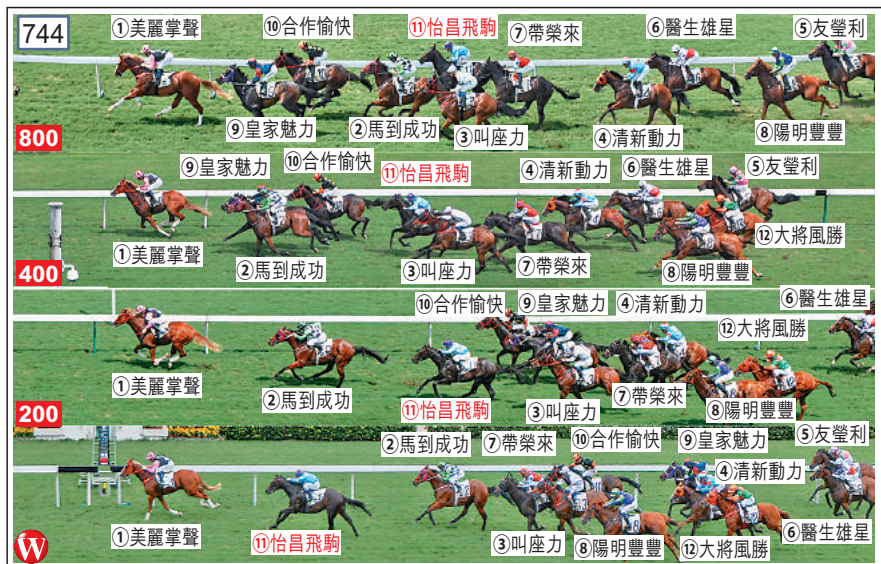 744
①美麗掌聲
⑩合作愉快
⑪怡昌飛駒
⑦帶榮來
⑥醫生雄星
⑤友瑩利
⑨皇家魅力
②馬到成功
③叫座力
④清新動力
⑧陽明豐豐
800
⑨皇家魅力
⑩合作愉快
⑪怡昌飛駒
④清新動力
⑥醫生雄星
⑤友瑩利
①美麗掌聲
②馬到成功
③叫座力
⑦帶榮來
⑧陽明豐豐
⑫大將風勝
400
⑩合作愉快
⑨皇家魅力
④清新動力
⑥醫生雄星
⑫大將風勝
①美麗掌聲
②馬到成功
⑪怡昌飛駒
③叫座力
⑦帶榮來
⑧陽明豐豐
200
②馬到成功
⑦帶榮來
⑩合作愉快
⑨皇家魅力
⑤友瑩利
④清新動力
①美麗掌聲
⑪怡昌飛駒
③叫座力
⑧陽明豐豐
⑫大將風勝
⑥醫生雄星
W